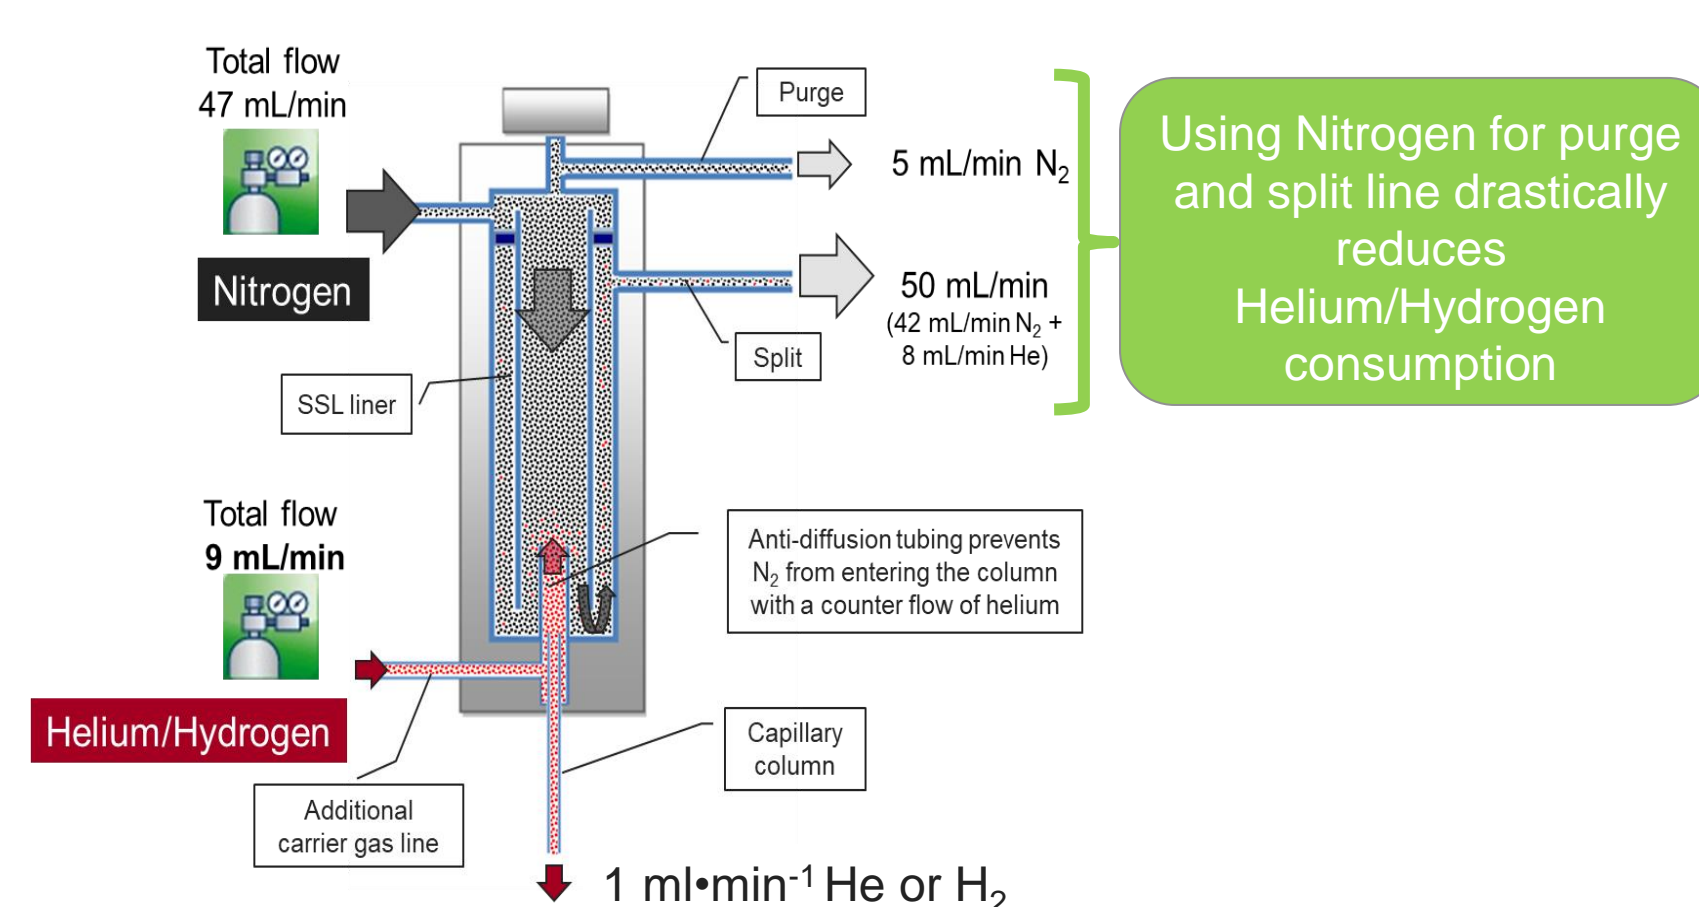 Total flow
47 mL/min
Nitrogen
Purge
5 mL/min N₂
Using Nitrogen for purge
and split line drastically
reduces
Helium/Hydrogen
consumption
50 mL/min
(42 mL/min N₂ +
8 mL/min He)
Split
SSL liner
Total flow
9 mL/min
Anti-diffusion tubing prevents
N₂ from entering the column
with a counter flow of helium
Helium/Hydrogen
Capillary
column
Additional
carrier gas line
1 ml•min⁻¹ He or H₂